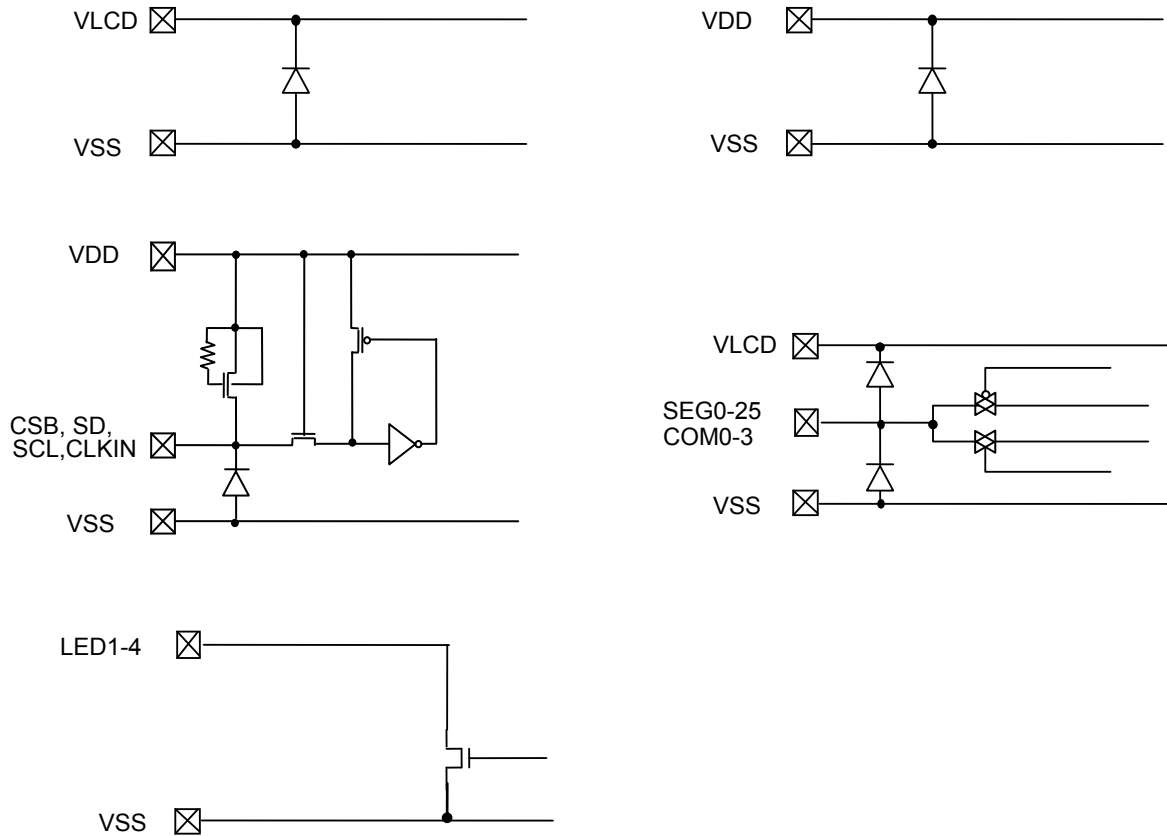 VLCD
VSS
VDD
VSS
VDD
CSB, SD,
SCL,CLKIN
VSS
VLCD
SEG0-25
COM0-3
VSS
LED1-4
VSS